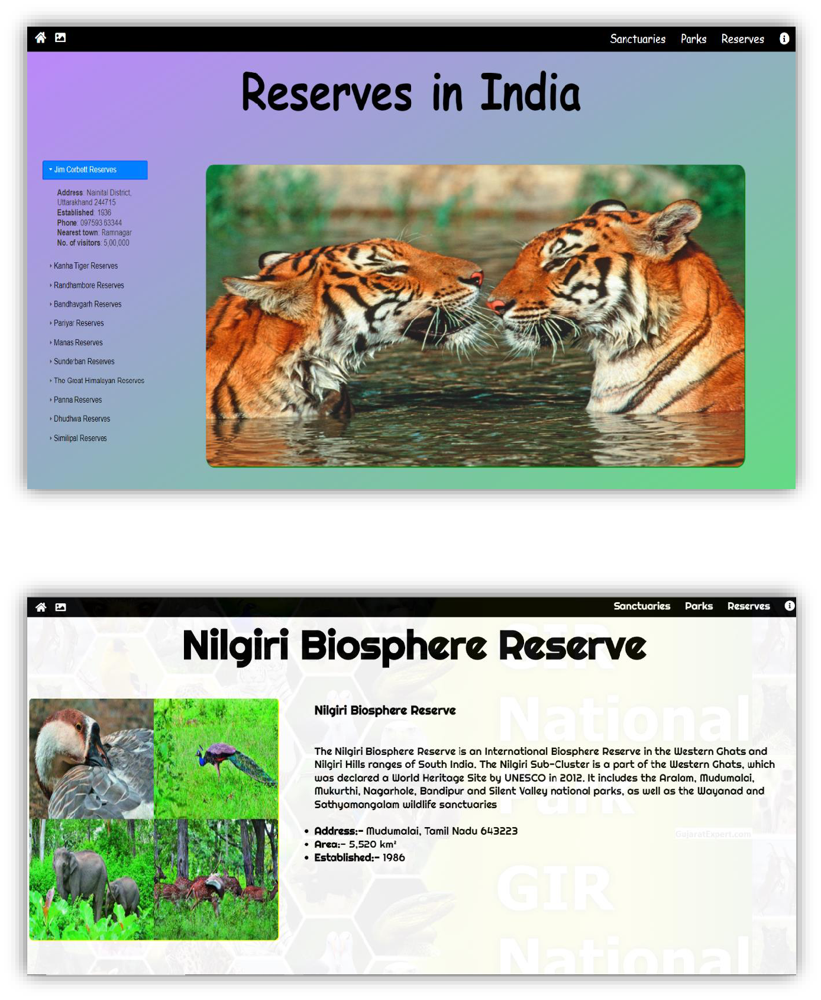 Sanctuaries Parks Reserves
Reserves in India
Jim Corbett Reserves
Address: Nainital District,
Uttarakhand 244715
Established: 1936
Phone: 097593 63344
Nearest town: Ramnagar
No. of visitors: 5,00,000
Kanha Tiger Reserves
Randhambore Reserves
Bandhavgarh Reserves
Pariyar Reserves
Manas Reserves
Sunderban Reserves
The Great Himalayan Reserves
Panna Reserves
Dhudhwa Reserves
Similipal Reserves
Sanctuaries Parks Reserves
Nilgiri Biosphere Reserve
GIR
National
Park
Nilgiri Biosphere Reserve
The Nilgiri Biosphere Reserve is an International Biosphere Reserve in the Western Ghats and
Nilgiri Hills ranges of South India. The Nilgiri Sub-Cluster is a part of the Western Ghats, which
was declared a World Heritage Site by UNESCO in 2012. It includes the Aralam, Mudumalai,
Mukurthi, Nagarhole, Bandipur and Silent Valley national parks, as well as the Wayanad and
Sathyamangalam wildlife sanctuaries
• Address:- Mudumalai, Tamil Nadu 643223
• Area:- 5,520 km²
• Established:- 1986
GujaratExpert.com
GIR
National